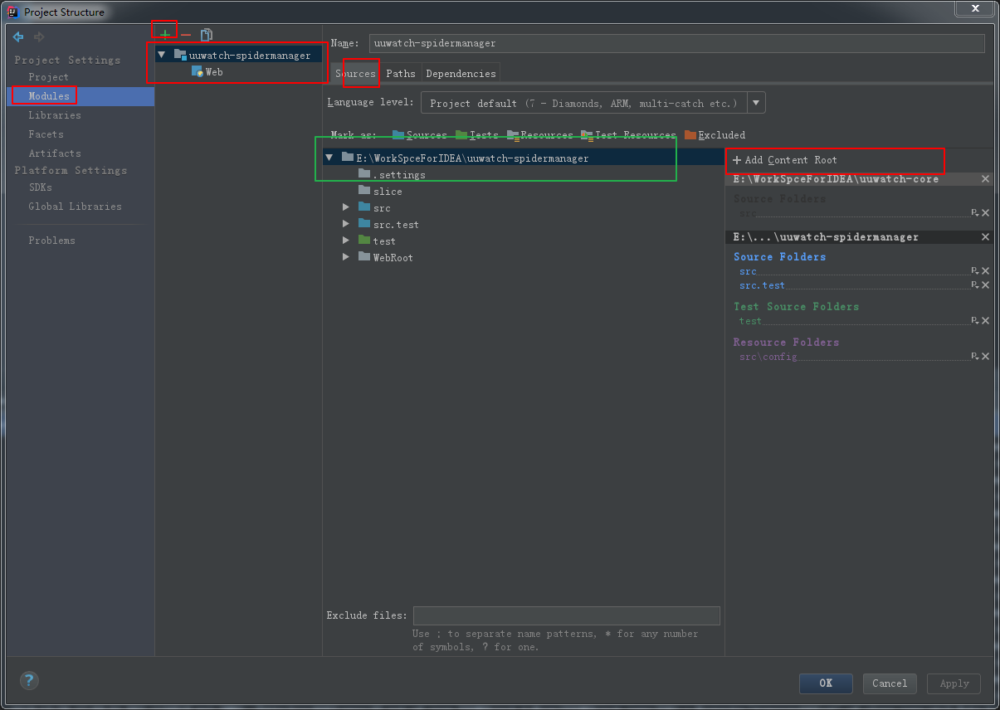 Project Structure
Project Settings
Project
Modules
Libraries
Facets
Artifacts
Platform Settings
SDKs
Global Libraries
Problems
uuwatch-spidermanager
Web
Name: uuwatch-spidermanager
Sources Paths Dependencies
Language level: Project default (7 - Diamonds, ARM, multi-catch etc.)
Mark as: Sources Tests Resources Test Resources Excluded
E:\WorkSpceForIDEA\uuwatch-spidermanager
.settings
slice
src
src.test
test
WebRoot
Exclude files:
Use ; to separate name patterns, * for any number
of symbols, ? for one.
+ Add Content Root
E:\WorkSpceForIDEA\uuwatch-core
Source Folders
src
E:\...\uuwatch-spidermanager
Source Folders
src
src.test
Test Source Folders
test
Resource Folders
src\config
? OK Cancel Apply